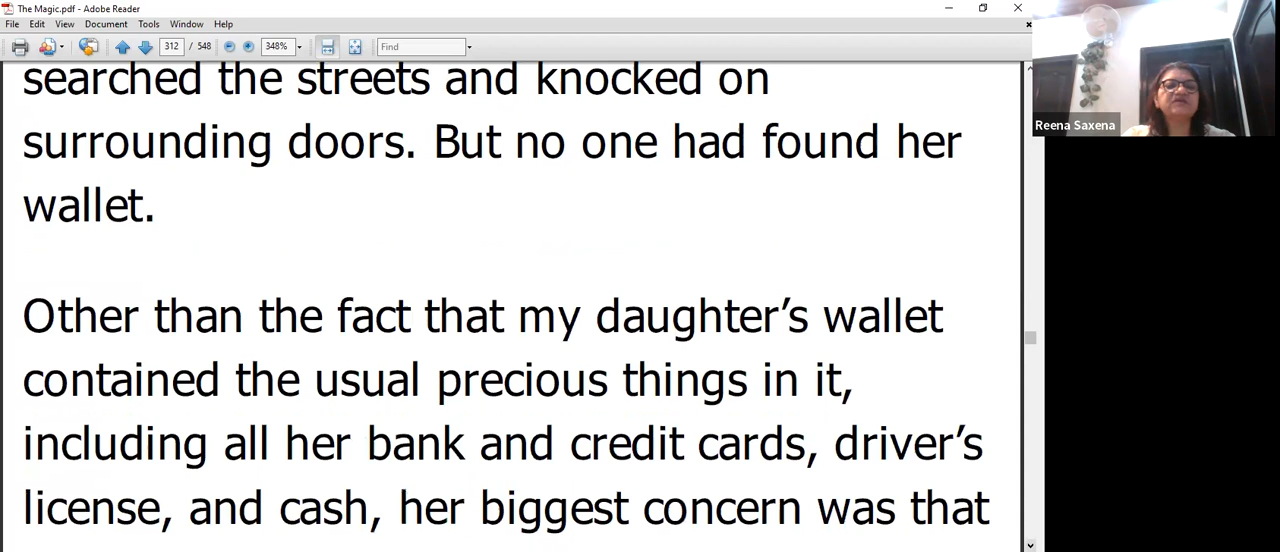 The Magic.pdf - Adobe Reader
File Edit View Document Tools Window Help
312 / 548 348% Find
searched the streets and knocked on
surrounding doors. But no one had found her
wallet.
Other than the fact that my daughter’s wallet
contained the usual precious things in it,
including all her bank and credit cards, driver’s
license, and cash, her biggest concern was that
Reena Saxena